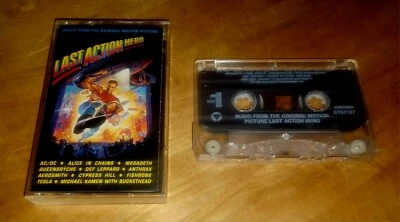 MUSIC FROM THE ORIGINAL MOTION PICTURE
LAST ACTION HERO
AC/DC ★ ALICE IN CHAINS ★ MEGADETH
QUEENSRŸCHE ★ DEF LEPPARD ★ ANTHRAX
AEROSMITH ★ CYPRESS HILL ★ FISHBONE
TESLA ★ MICHAEL KAMEN WITH BUCKETHEAD
1
MUSIC FROM THE ORIGINAL MOTION
PICTURE LAST ACTION HERO